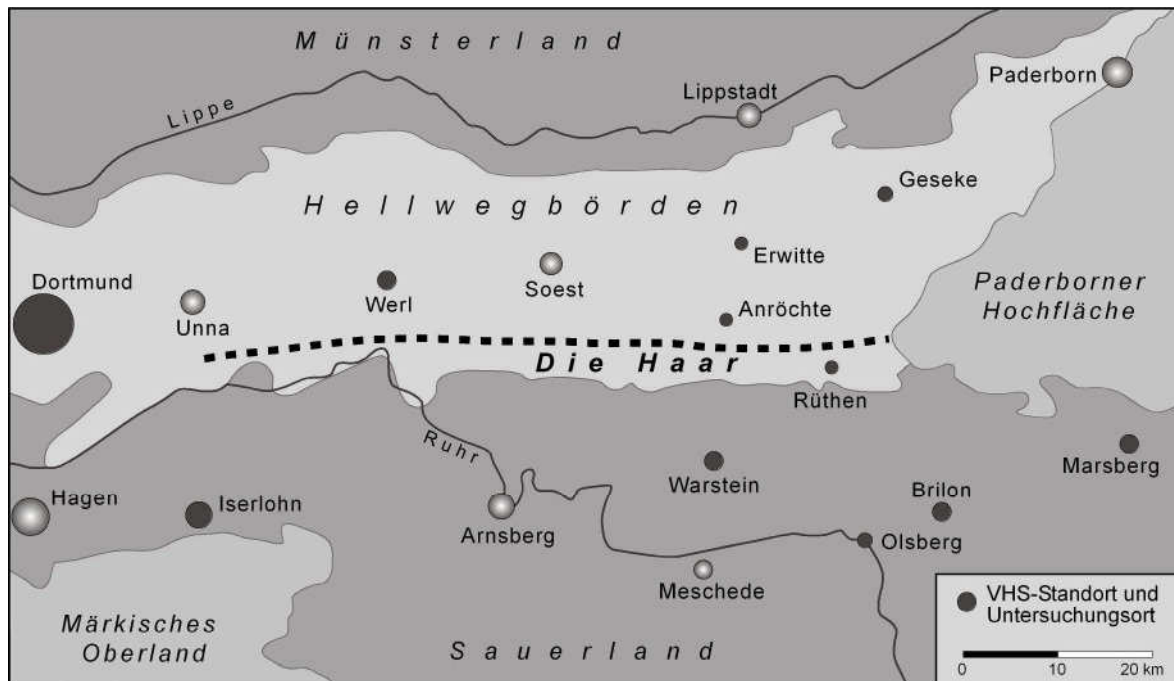 Münsterland
Lippe
Lippstadt
Paderborn
Geseke
Hellwegbörden
Erwitte
Paderborner
Hochfläche
Dortmund
Unna
Werl
Soest
Anröchte
Die Haar
Rüthen
Ruhr
Marsberg
Warstein
Brilon
Hagen
Iserlohn
Arnsberg
Olsberg
Meschede
Märkisches
Oberland
Sauerland
VHS-Standort und
Untersuchungsort
0 10 20 km